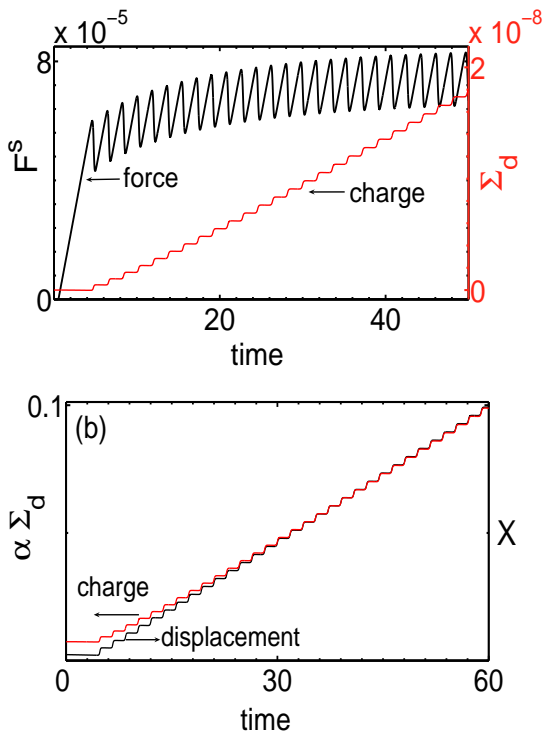 x 10⁻⁵
x 10⁻⁸
8
2
Fˢ
force
charge
Σ_d
0
0
20
40
time
0.1
(b)
α Σ_d
X
charge
displacement
0
30
60
time